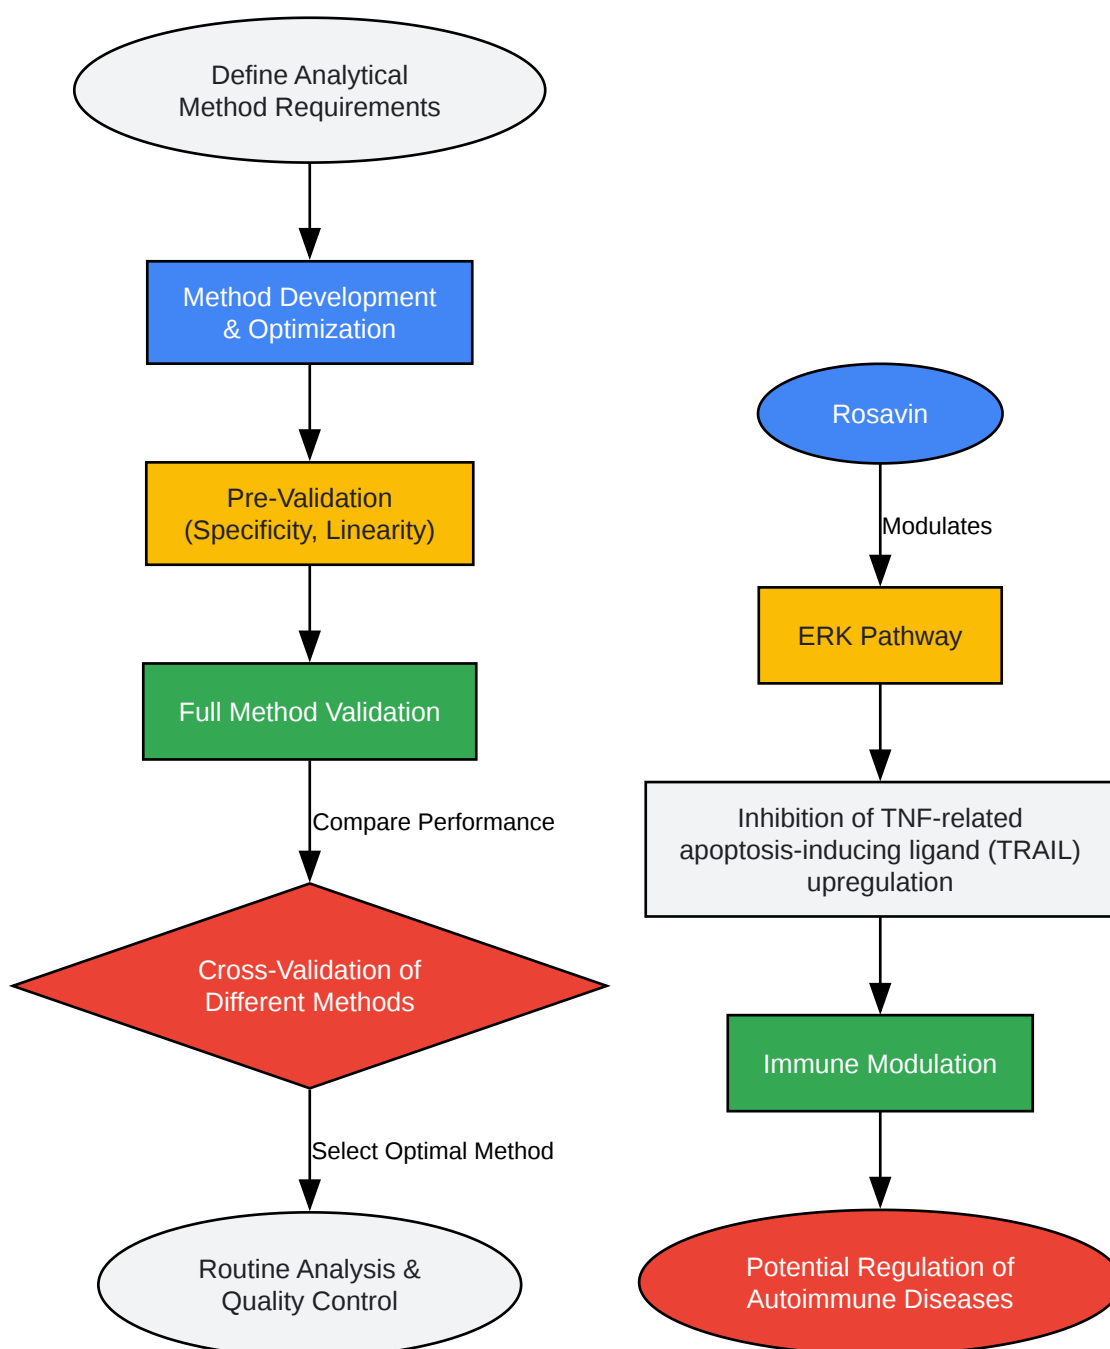 Define Analytical
Method Requirements
Method Development
& Optimization
Pre-Validation
(Specificity, Linearity)
Full Method Validation
Compare Performance
Cross-Validation of
Different Methods
Select Optimal Method
Routine Analysis &
Quality Control
Rosavin
Modulates
ERK Pathway
Inhibition of TNF-related
apoptosis-inducing ligand (TRAIL)
upregulation
Immune Modulation
Potential Regulation of
Autoimmune Diseases